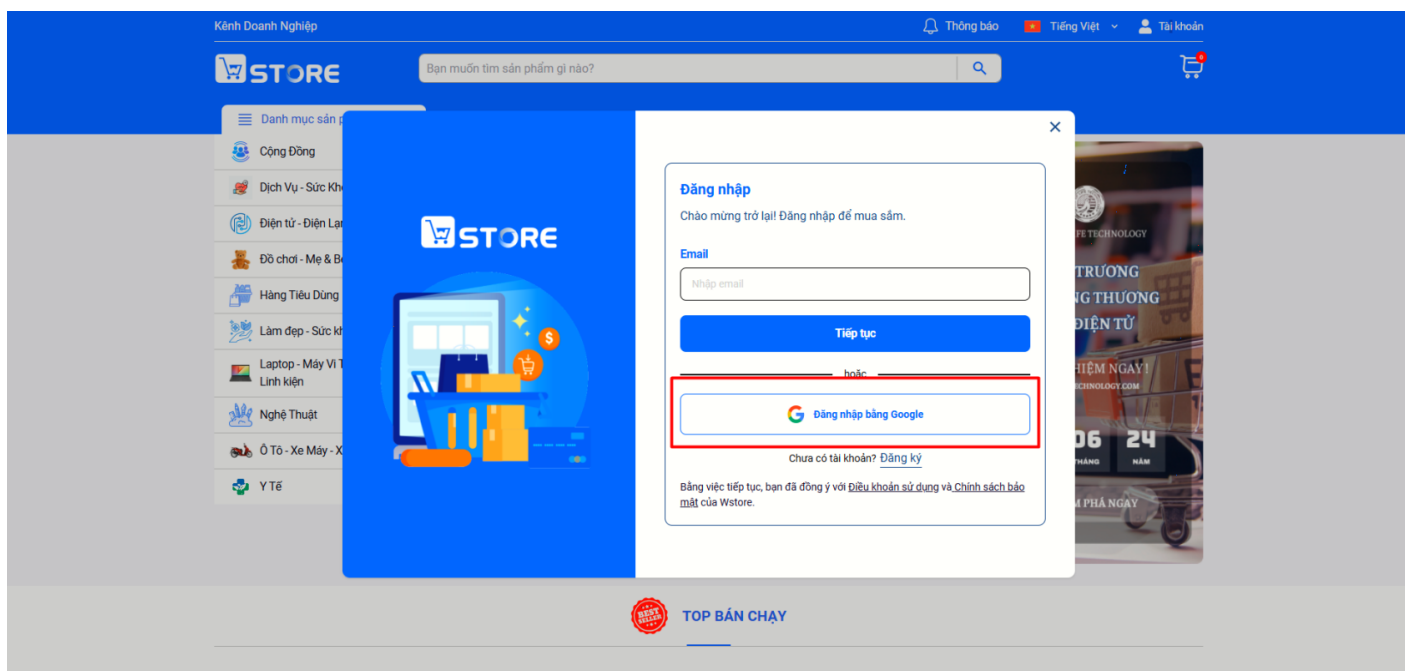 Kênh Doanh Nghiệp
Thông báo
Tiếng Việt
Tài khoản
STORE
Bạn muốn tìm sản phẩm gì nào?
0
Danh mục sản p
Cộng Đồng
Dịch Vụ - Sức Kh
Điện tử - Điện Lạ
Đồ chơi - Mẹ & B
Hàng Tiêu Dùng
Làm đẹp - Sức k
Laptop - Máy Vi T
Linh kiện
Nghệ Thuật
Ô Tô - Xe Máy - X
Y Tế
STORE
Đăng nhập
Chào mừng trở lại! Đăng nhập để mua sắm.
Email
Nhập email
Tiếp tục
hoặc
Đăng nhập bằng Google
Chưa có tài khoản? Đăng ký
Bằng việc tiếp tục, bạn đã đồng ý với Điều khoản sử dụng và Chính sách bảo
mật của Wstore.
FE TECHNOLOGY
TRƯƠNG
NG THƯƠNG
ĐIỆN TỬ
HIỆM NGAY!
ECHNOLOGY.COM
06
24
THÁNG
NĂM
M PHÁ NGAY
BEST
SELLER
TOP BÁN CHẠY